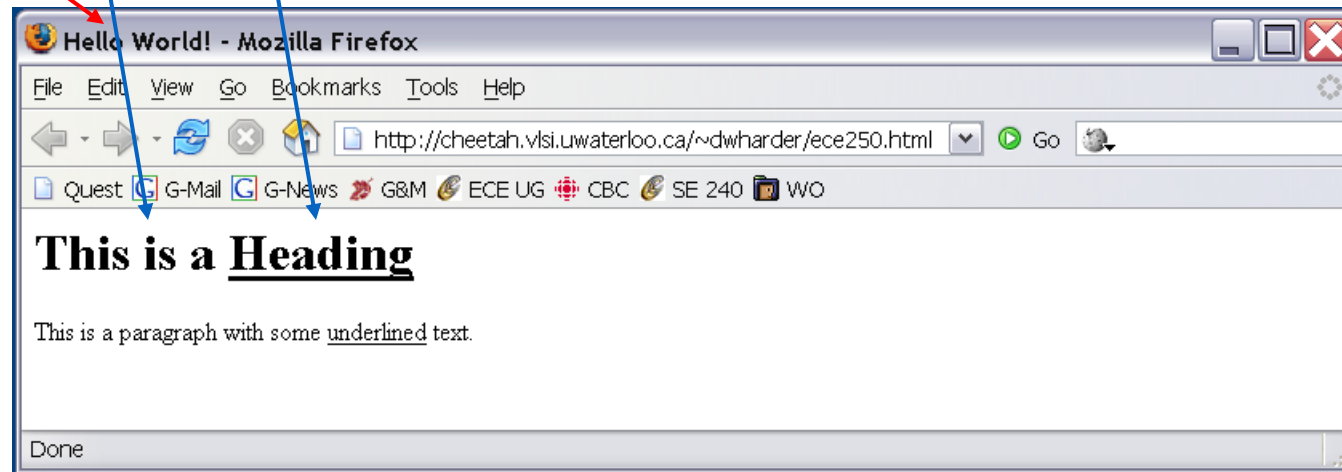 Hello World! - Mozilla Firefox
File Edit View Go Bookmarks Tools Help
http://cheetah.vlsi.uwaterloo.ca/~dwharder/ece250.html Go
Quest G G-Mail G G-News G&M ECE UG CBC SE 240 WO
This is a Heading
This is a paragraph with some underlined text.
Done